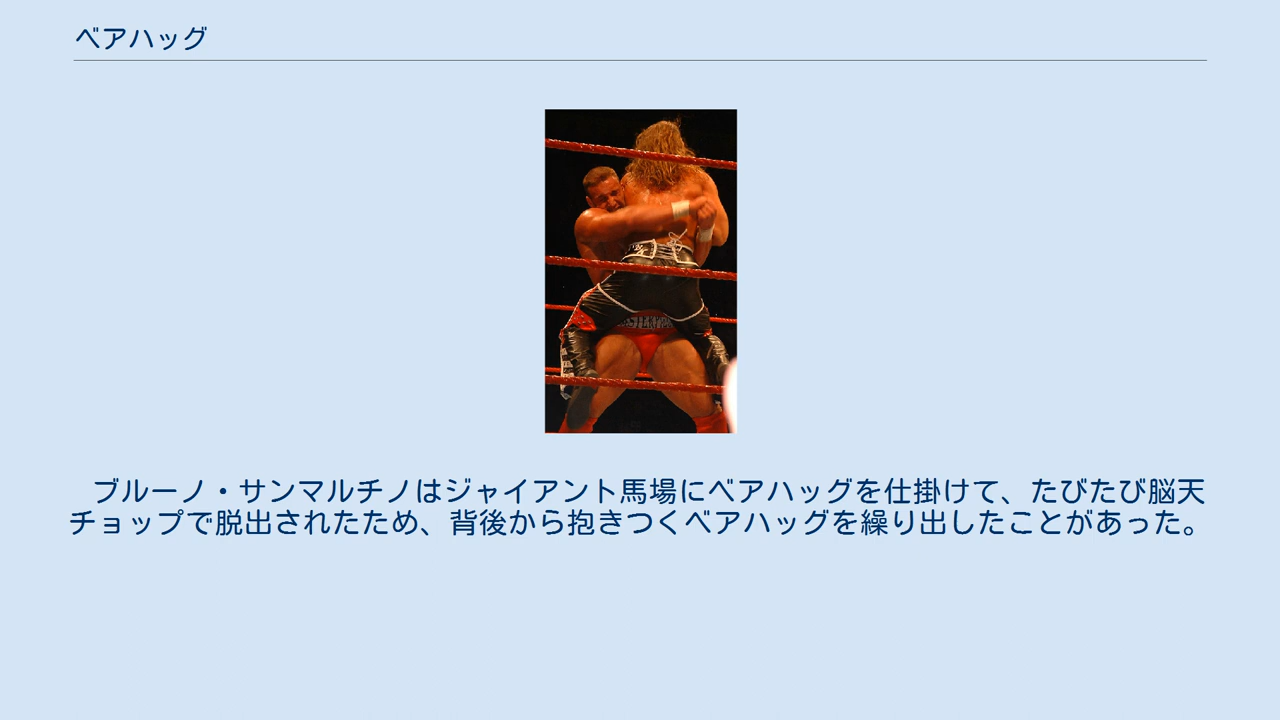 ベアハッグ
ブルーノ・サンマルチノはジャイアント馬場にベアハッグを仕掛けて、たびたび脳天
チョップで脱出されたため、背後から抱きつくベアハッグを繰り出したことがあった。